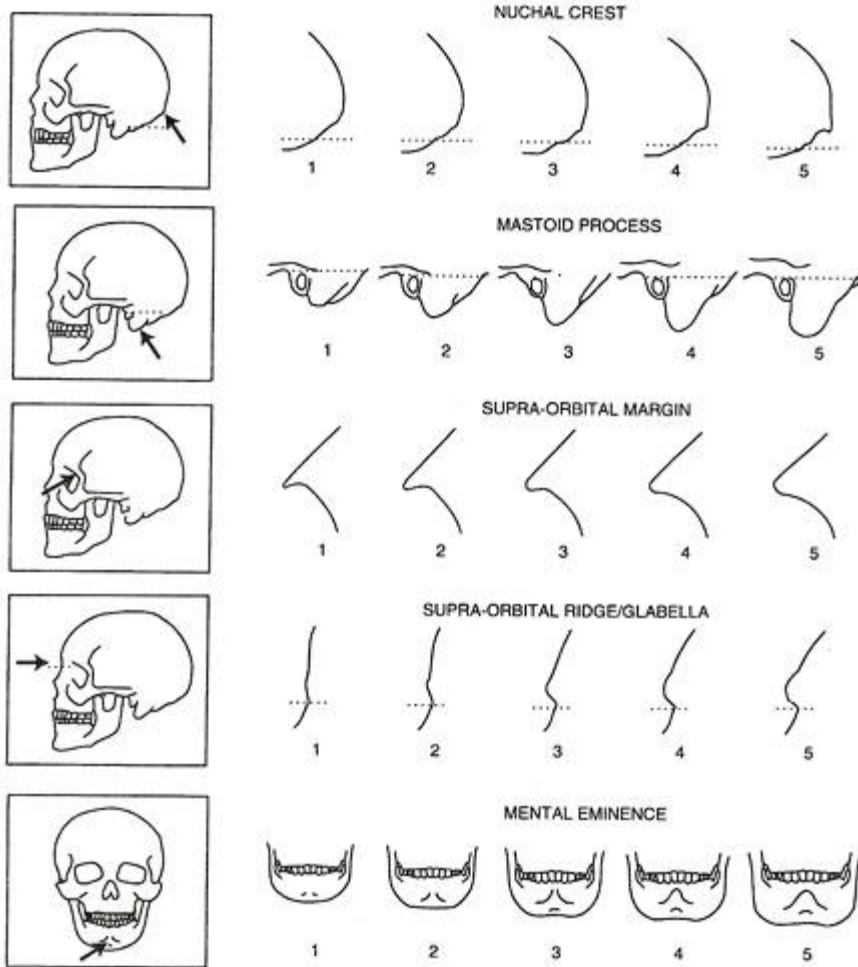 NUCHAL CREST
1 2 3 4 5
MASTOID PROCESS
1 2 3 4 5
SUPRA-ORBITAL MARGIN
1 2 3 4 5
SUPRA-ORBITAL RIDGE/GLABELLA
1 2 3 4 5
MENTAL EMINENCE
1 2 3 4 5